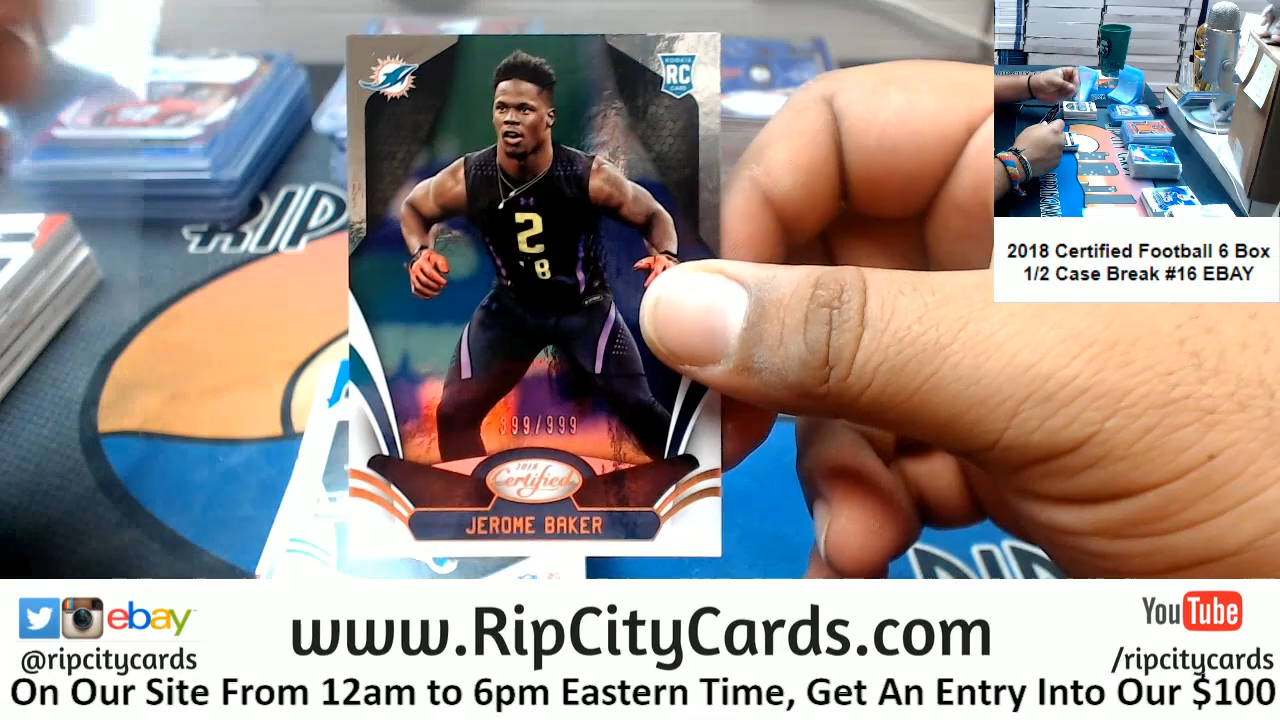 RIP
ROOKIE
RC
CARD
2
8
399/999
2018
Certified
JEROME BAKER
2018 Certified Football 6 Box
1/2 Case Break #16 EBAY
ebay
@ripcitycards
www.RipCityCards.com
YouTube
/ripcitycards
On Our Site From 12am to 6pm Eastern Time, Get An Entry Into Our $100